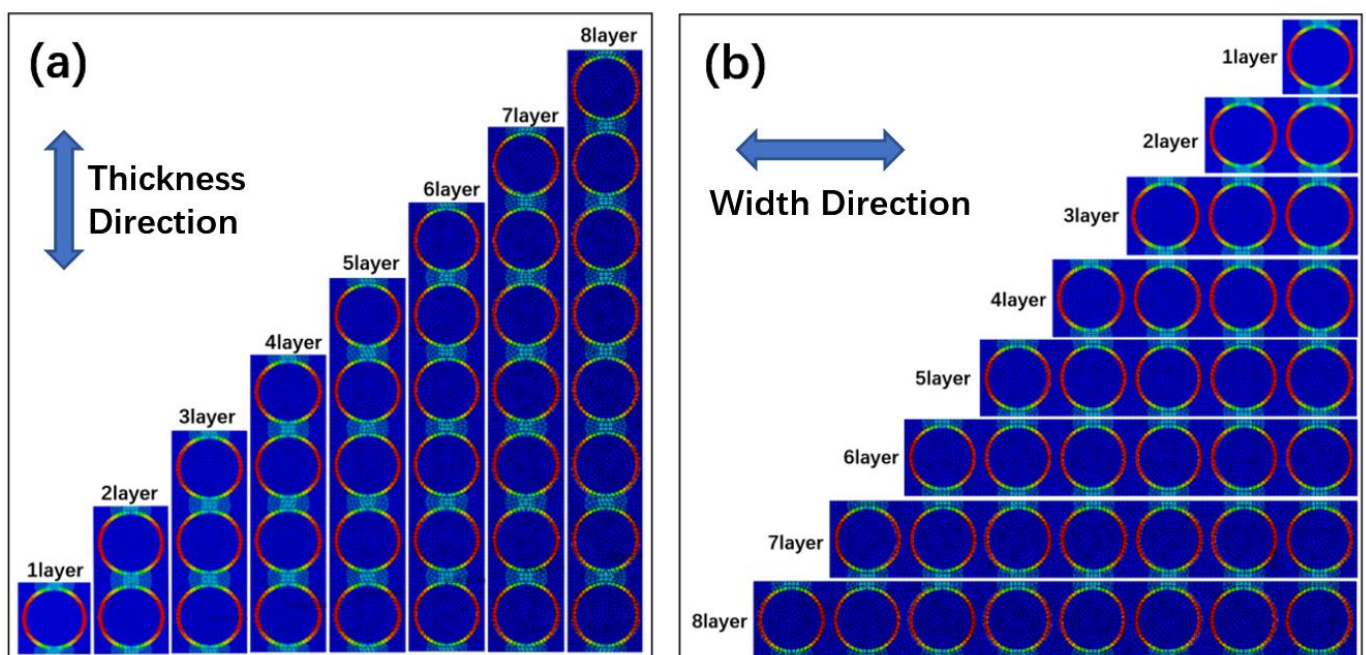 (a)
Thickness
Direction
1layer
2layer
3layer
4layer
5layer
6layer
7layer
8layer
(b)
Width Direction
1layer
2layer
3layer
4layer
5layer
6layer
7layer
8layer